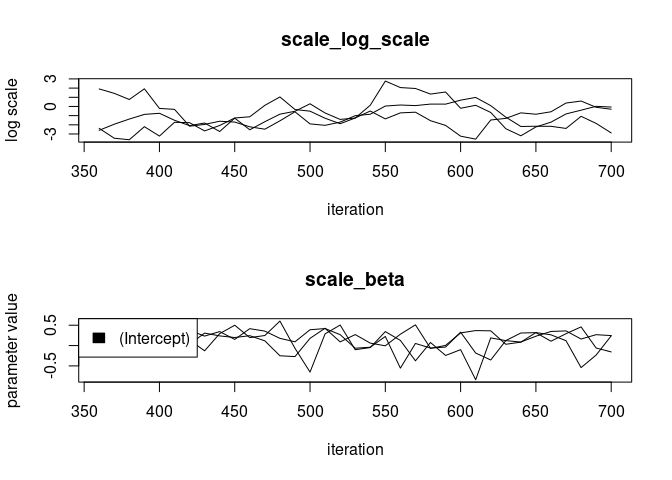 scale_log_scale
log scale
3
0
-3
350 400 450 500 550 600 650 700
iteration
scale_beta
parameter value
0.5
-0.5
(Intercept)
350 400 450 500 550 600 650 700
iteration